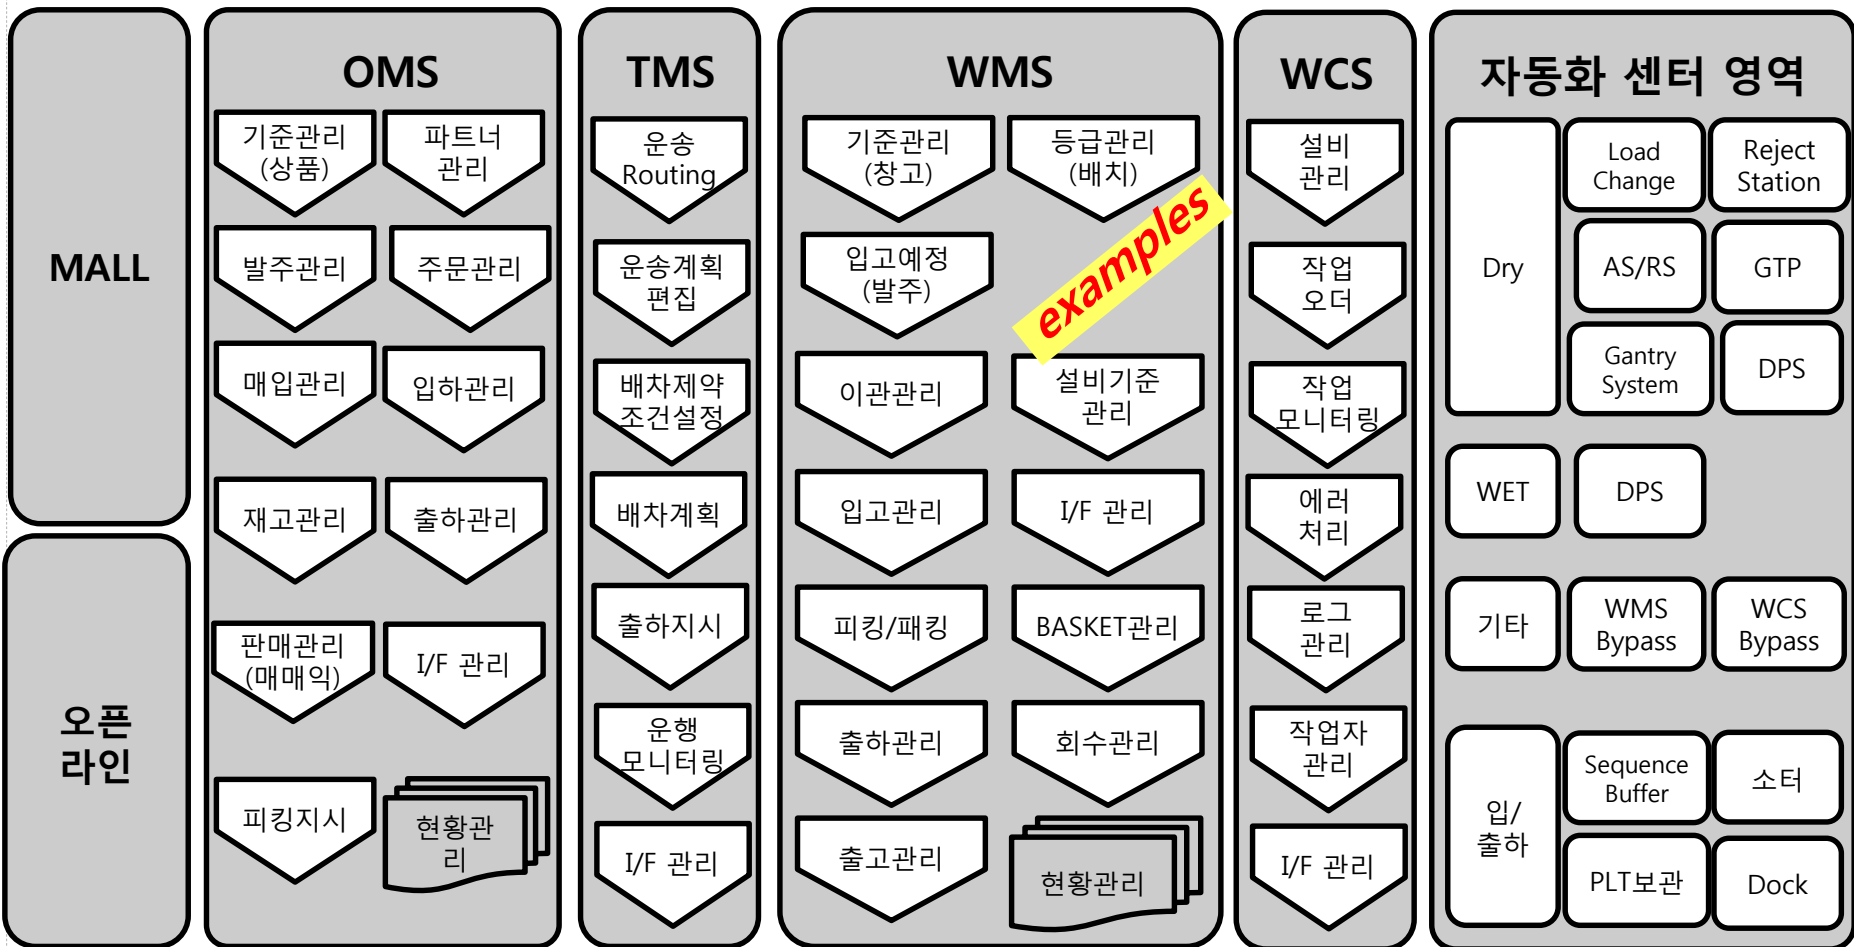 MALL
오픈
라인
OMS
기준관리
(상품)
파트너
관리
발주관리
주문관리
매입관리
입하관리
재고관리
출하관리
판매관리
(매매익)
I/F 관리
피킹지시
현황관
리
TMS
운송
Routing
운송계획
편집
배차제약
조건설정
배차계획
출하지시
운행
모니터링
I/F 관리
WMS
기준관리
(창고)
등급관리
(배치)
입고예정
(발주)
examples
이관관리
설비기준
관리
입고관리
I/F 관리
피킹/패킹
BASKET관리
출하관리
회수관리
출고관리
현황관리
WCS
설비
관리
작업
오더
작업
모니터링
에러
처리
로그
관리
작업자
관리
I/F 관리
자동화 센터 영역
Dry
Load
Change
Reject
Station
AS/RS
GTP
Gantry
System
DPS
WET
DPS
기타
WMS
Bypass
WCS
Bypass
입/
출하
Sequence
Buffer
소터
PLT보관
Dock